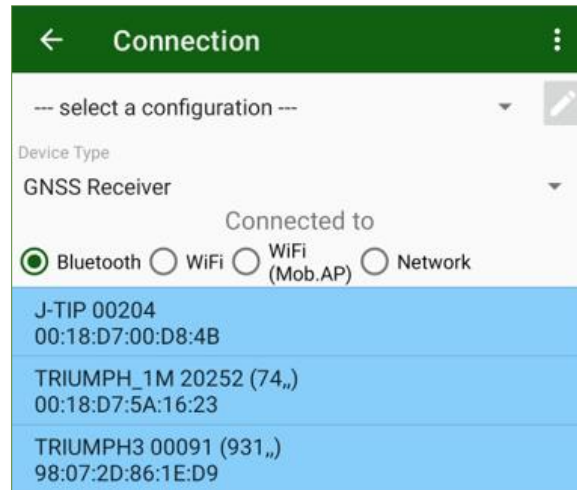 Connection
--- select a configuration ---
Device Type
GNSS Receiver
Connected to
Bluetooth WiFi WiFi (Mob.AP) Network
J-TIP 00204
00:18:D7:00:D8:4B
TRIUMPH_1M 20252 (74,,)
00:18:D7:5A:16:23
TRIUMPH3 00091 (931,,)
98:07:2D:86:1E:D9